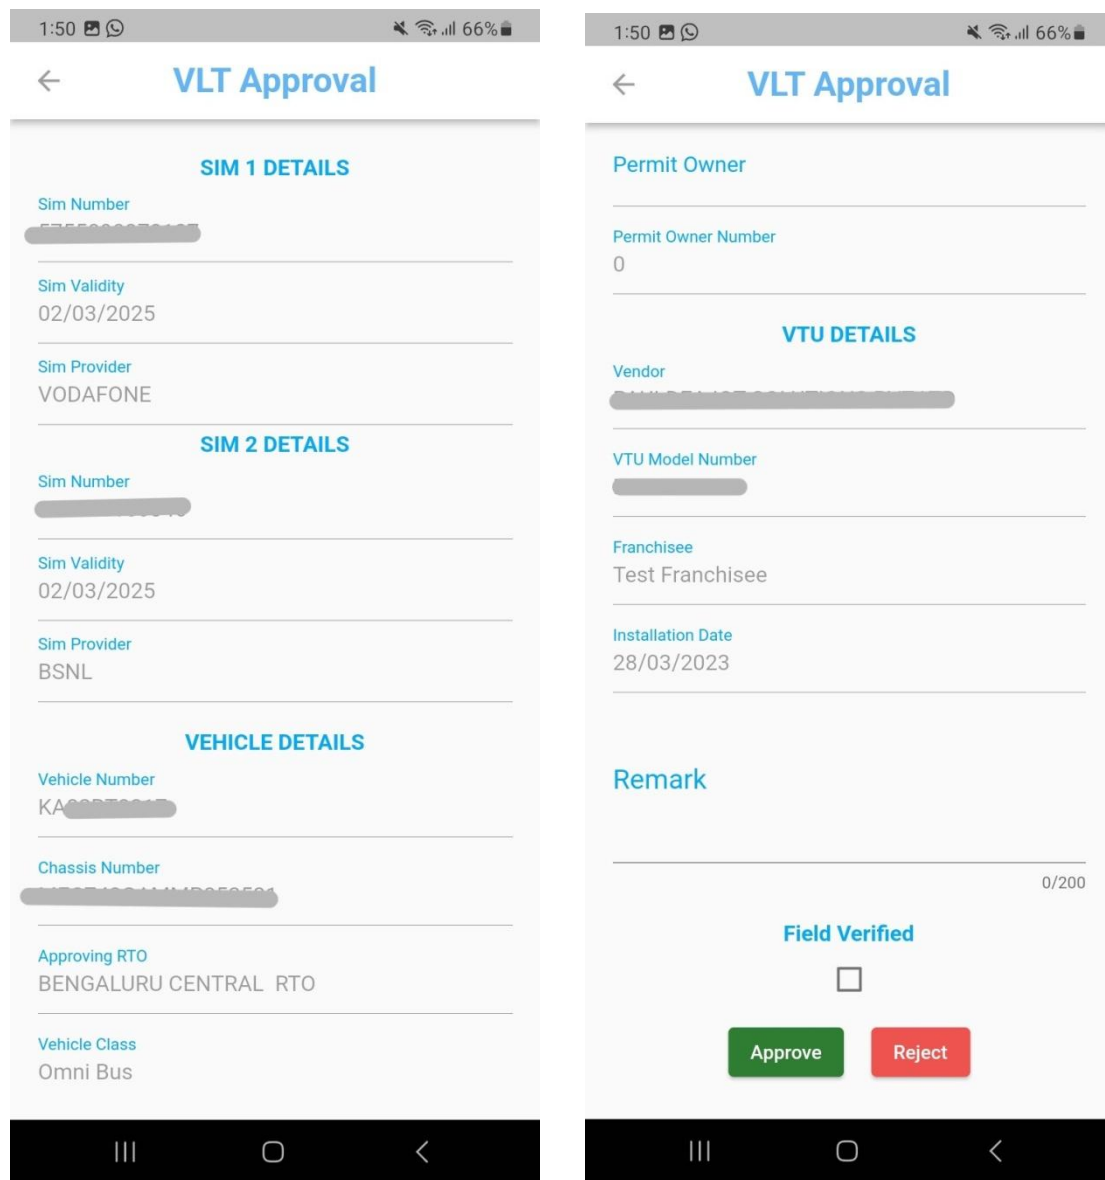 1:50 66%
VLT Approval
SIM 1 DETAILS
Sim Number
Sim Validity
02/03/2025
Sim Provider
VODAFONE
SIM 2 DETAILS
Sim Number
Sim Validity
02/03/2025
Sim Provider
BSNL
VEHICLE DETAILS
Vehicle Number
KA
Chassis Number
Approving RTO
BENGALURU CENTRAL RTO
Vehicle Class
Omni Bus
1:50 66%
VLT Approval
Permit Owner
Permit Owner Number
0
VTU DETAILS
Vendor
VTU Model Number
Franchisee
Test Franchisee
Installation Date
28/03/2023
Remark
0/200
Field Verified
Approve Reject